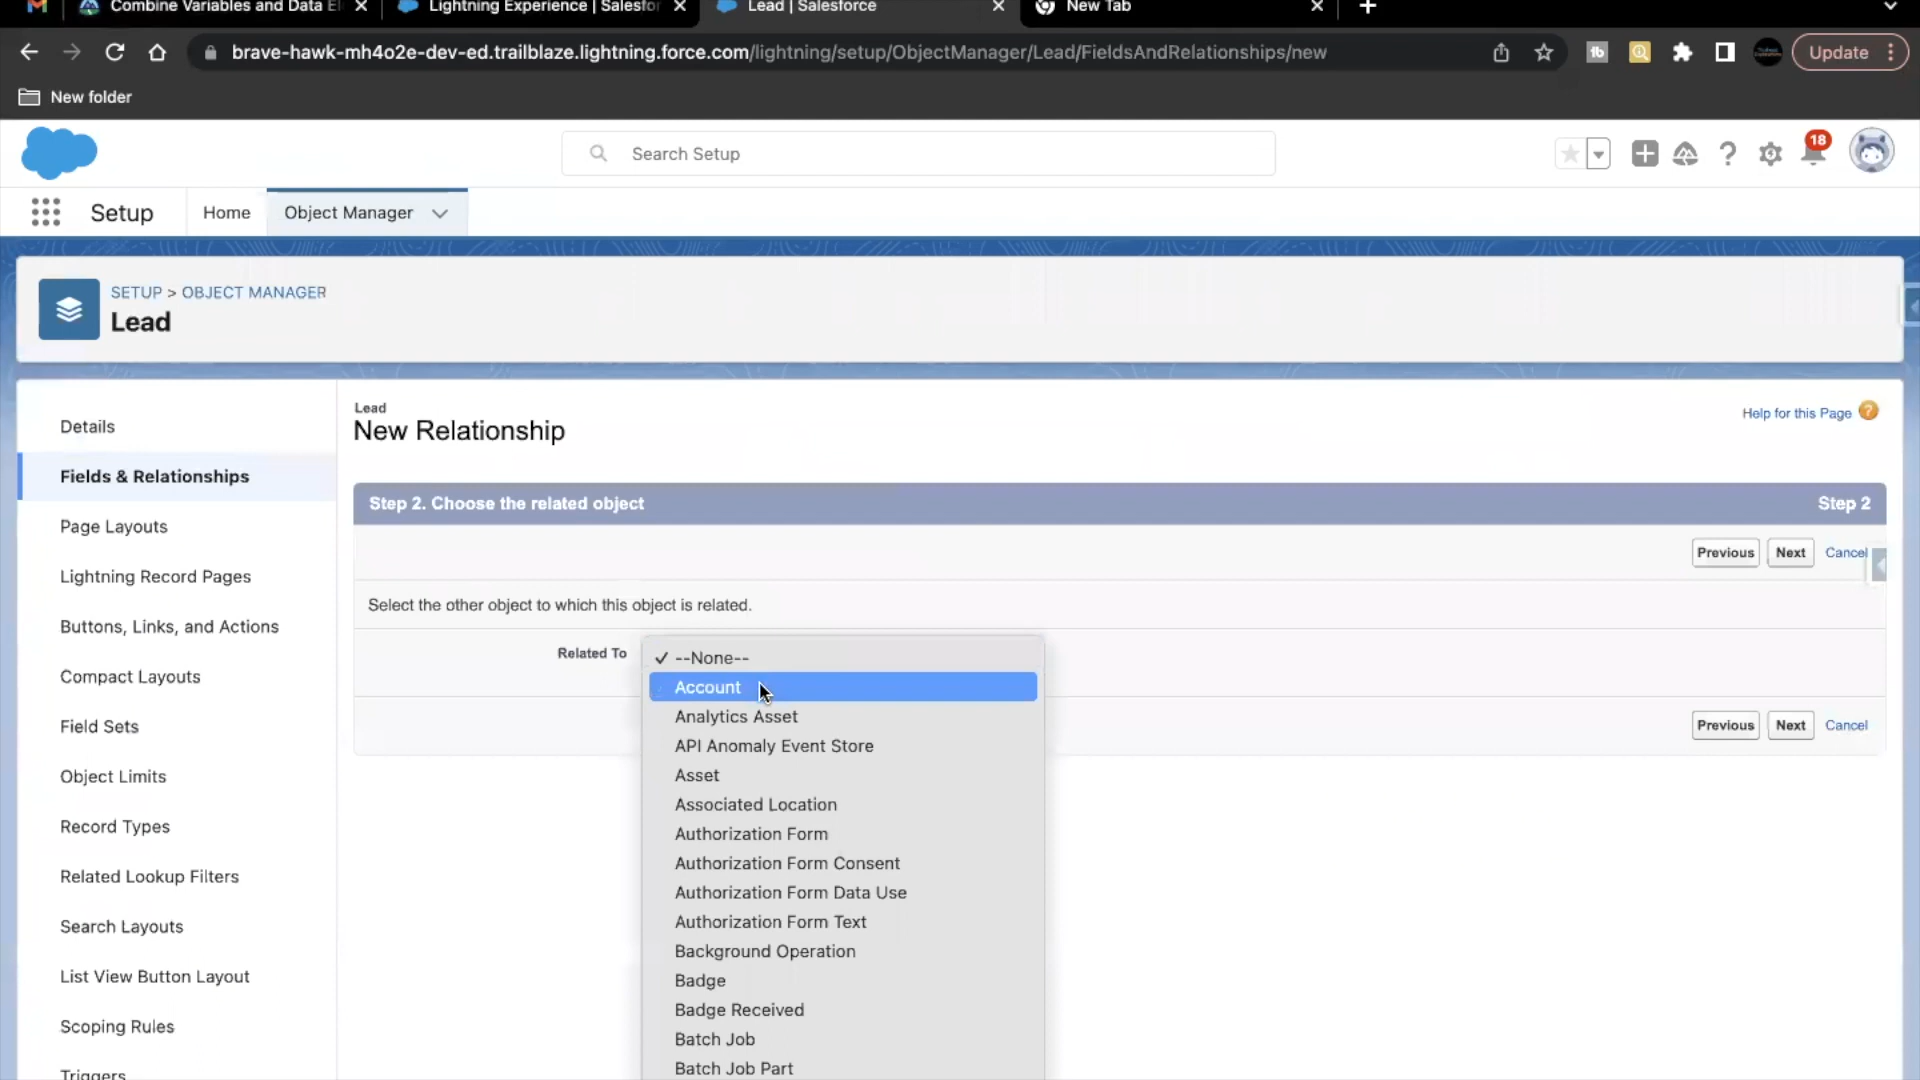 Combine Variables and Data El
Lightning Experience | Salesfor
Lead | Salesforce
New Tab
brave-hawk-mh4o2e-dev-ed.trailblaze.lightning.force.com/lightning/setup/ObjectManager/Lead/FieldsAndRelationships/new
Update
New folder
Search Setup
18
Setup
Home
Object Manager
SETUP > OBJECT MANAGER
Lead
Details
Fields & Relationships
Page Layouts
Lightning Record Pages
Buttons, Links, and Actions
Compact Layouts
Field Sets
Object Limits
Record Types
Related Lookup Filters
Search Layouts
List View Button Layout
Scoping Rules
Triggers
Lead
New Relationship
Help for this Page
Step 2. Choose the related object
Step 2
Previous
Next
Cancel
Select the other object to which this object is related.
Related To
--None--
Account
Analytics Asset
API Anomaly Event Store
Asset
Associated Location
Authorization Form
Authorization Form Consent
Authorization Form Data Use
Authorization Form Text
Background Operation
Badge
Badge Received
Batch Job
Batch Job Part
Previous
Next
Cancel